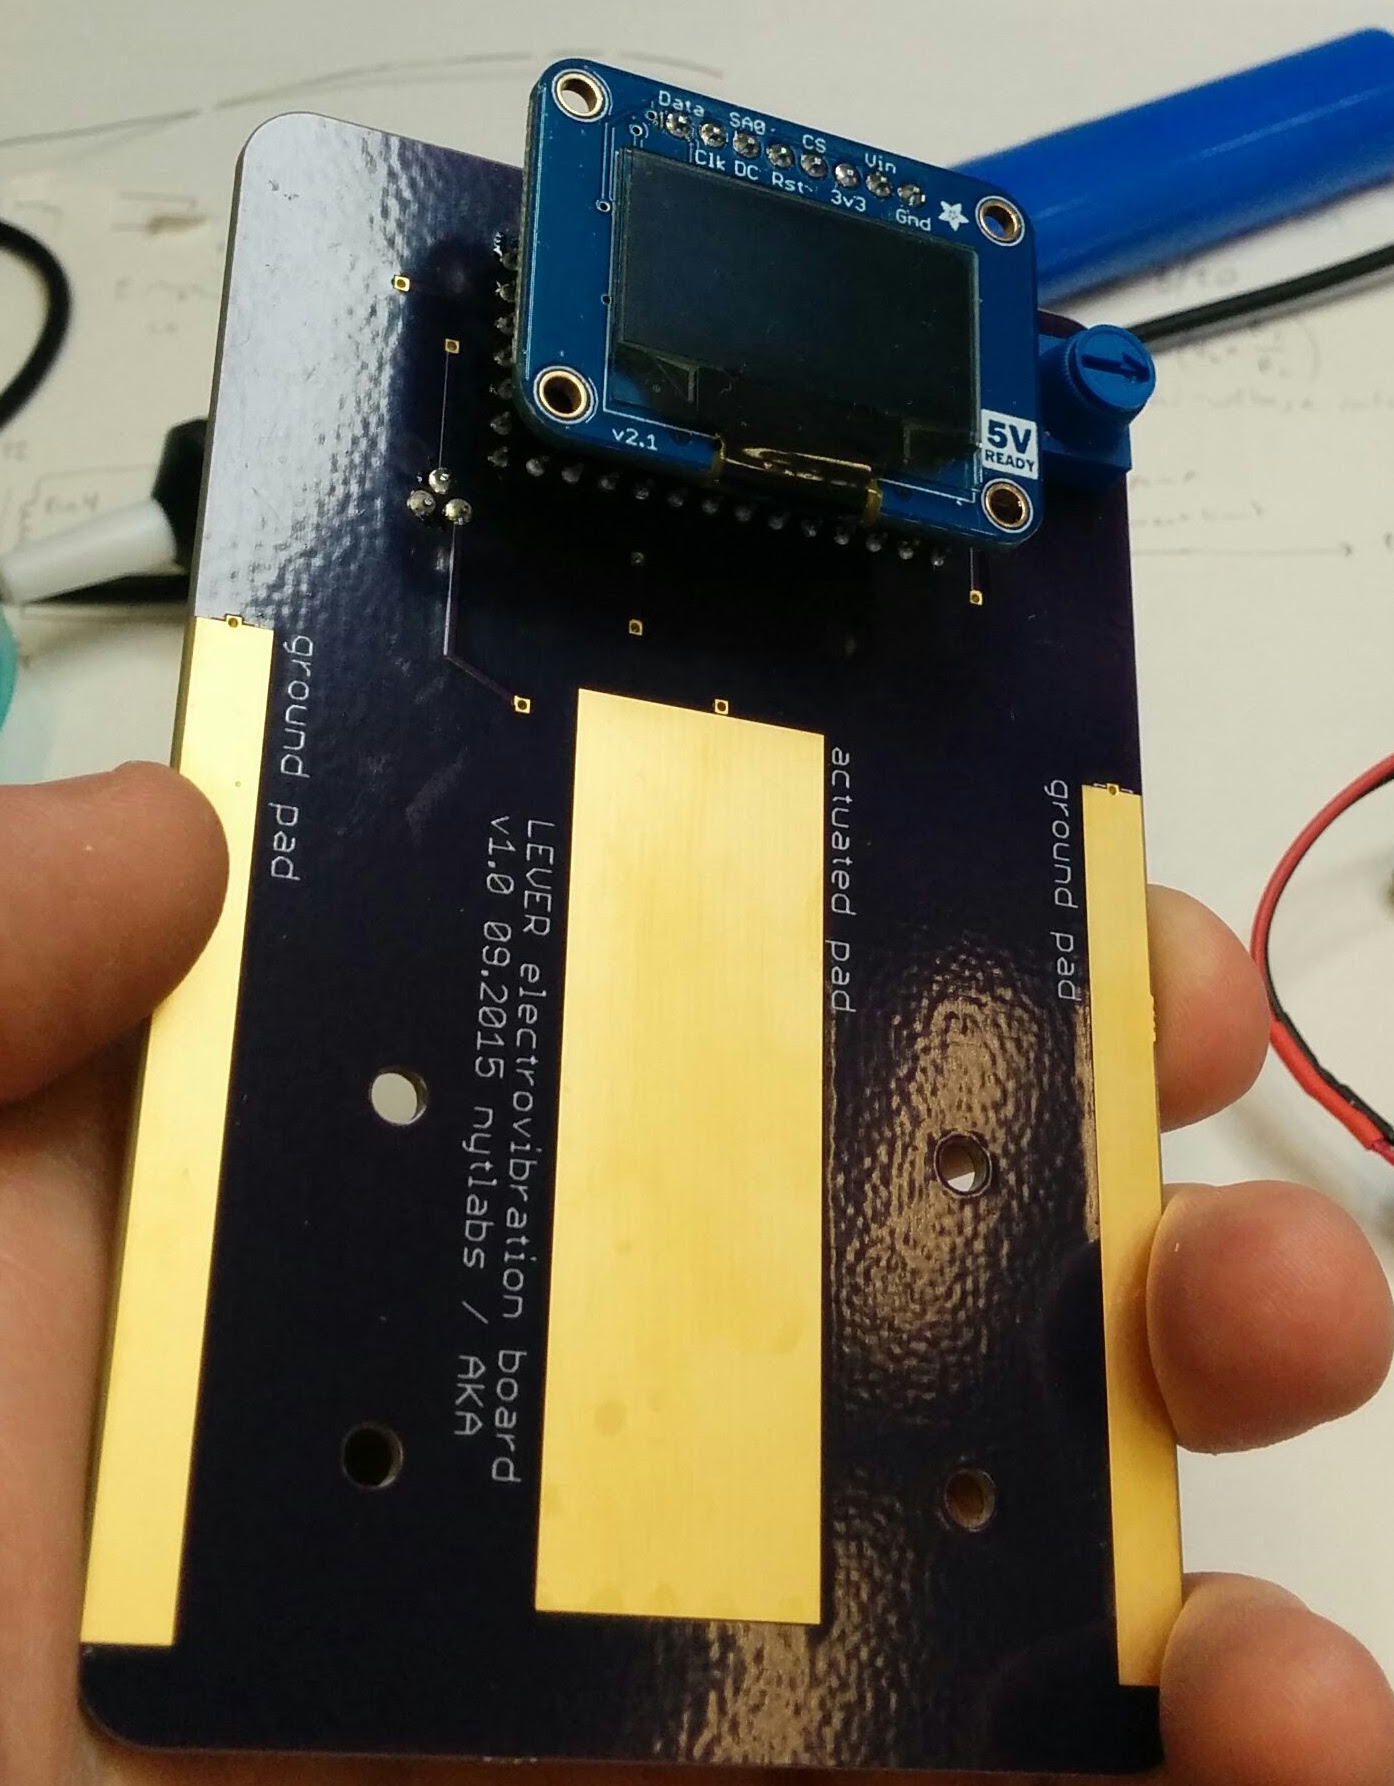 Data SA0 CS Vin
Clk DC Rst 3v3 Gnd
v2.1
5V
READY
ground pad
actuated pad
ground pad
LEVER electrovibration board
v1.0 09.2015 nytlabs / AKA